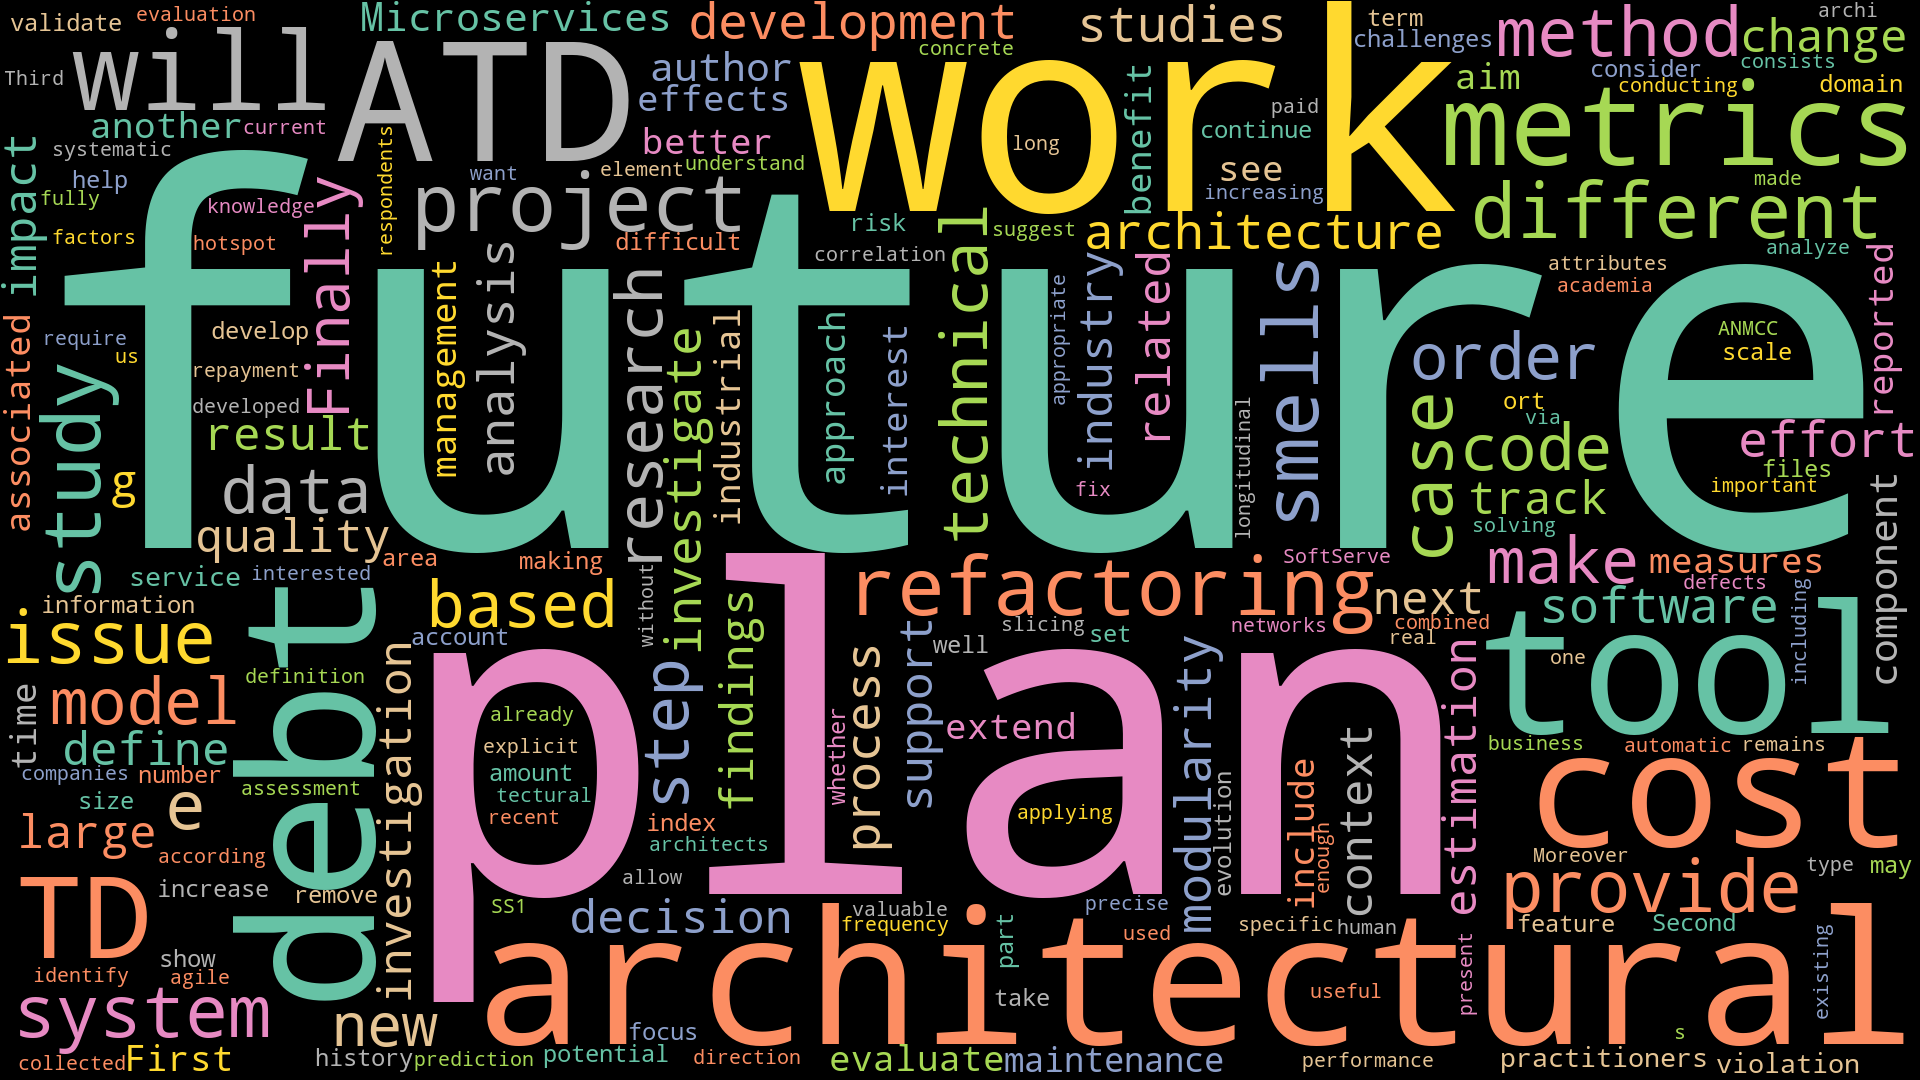 validate
evaluation
Microservices
development
studies
term
challenges
method
archi
change
Third
will
ATD
author
concrete
work
aim
consider
consists
conducting
domain
effects
benefit
paid
metrics
another
current
better
long
continue
systematic
respondents
element
understand
see
help
want
increasing
made
fully
knowledge
project
risk
suggest
different
impact
factors
hotspot
Finally
difficult
correlation
technical
architecture
analyze
future
attributes
academia
reported
associated
require
us
develop
repayment
developed
management
analysis
research
investigate
industrial
approach
interest
appropriate
industry
related
smells
order
ANMCC
scale
study
result
g
data
quality
fix
longitudinal
case
ort
via
code
effort
files
important
track
solving
area
making
service
interested
information
without
refactoring
SoftServe
make
measures
defects
next
software
component
issue
debt
based
account
findings
slicing
set
well
networks
combined
real
tool
one
including
definition
model
time
define
plan
investigation
step
process
support
extend
modularity
estimation
already
explicit
amount
tectural
recent
whether
applying
evolution
include
enough
context
business
automatic
remains
companies
number
size
assessment
e
large
according
index
architects
cost
Moreover
type
may
TD
increase
remove
allow
SS1
decision
valuable
frequency
part
precise
used
specific
human
provide
feature
Second
show
identify
agile
architectural
take
useful
present
existing
system
new
focus
s
collected
First
history
prediction
potential
direction
evaluate
maintenance
performance
practitioners
violation